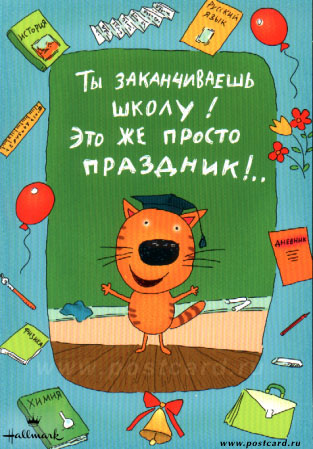 ИСТОРИЯ
РУССКИЙ
ЯЗЫК
Ты заканчиваешь
школу!
Это же просто
праздник!..
ДНЕВНИК
ФИЗИКА
www.postcard.ru
ХИМИЯ
Hallmark
www.postcard.ru